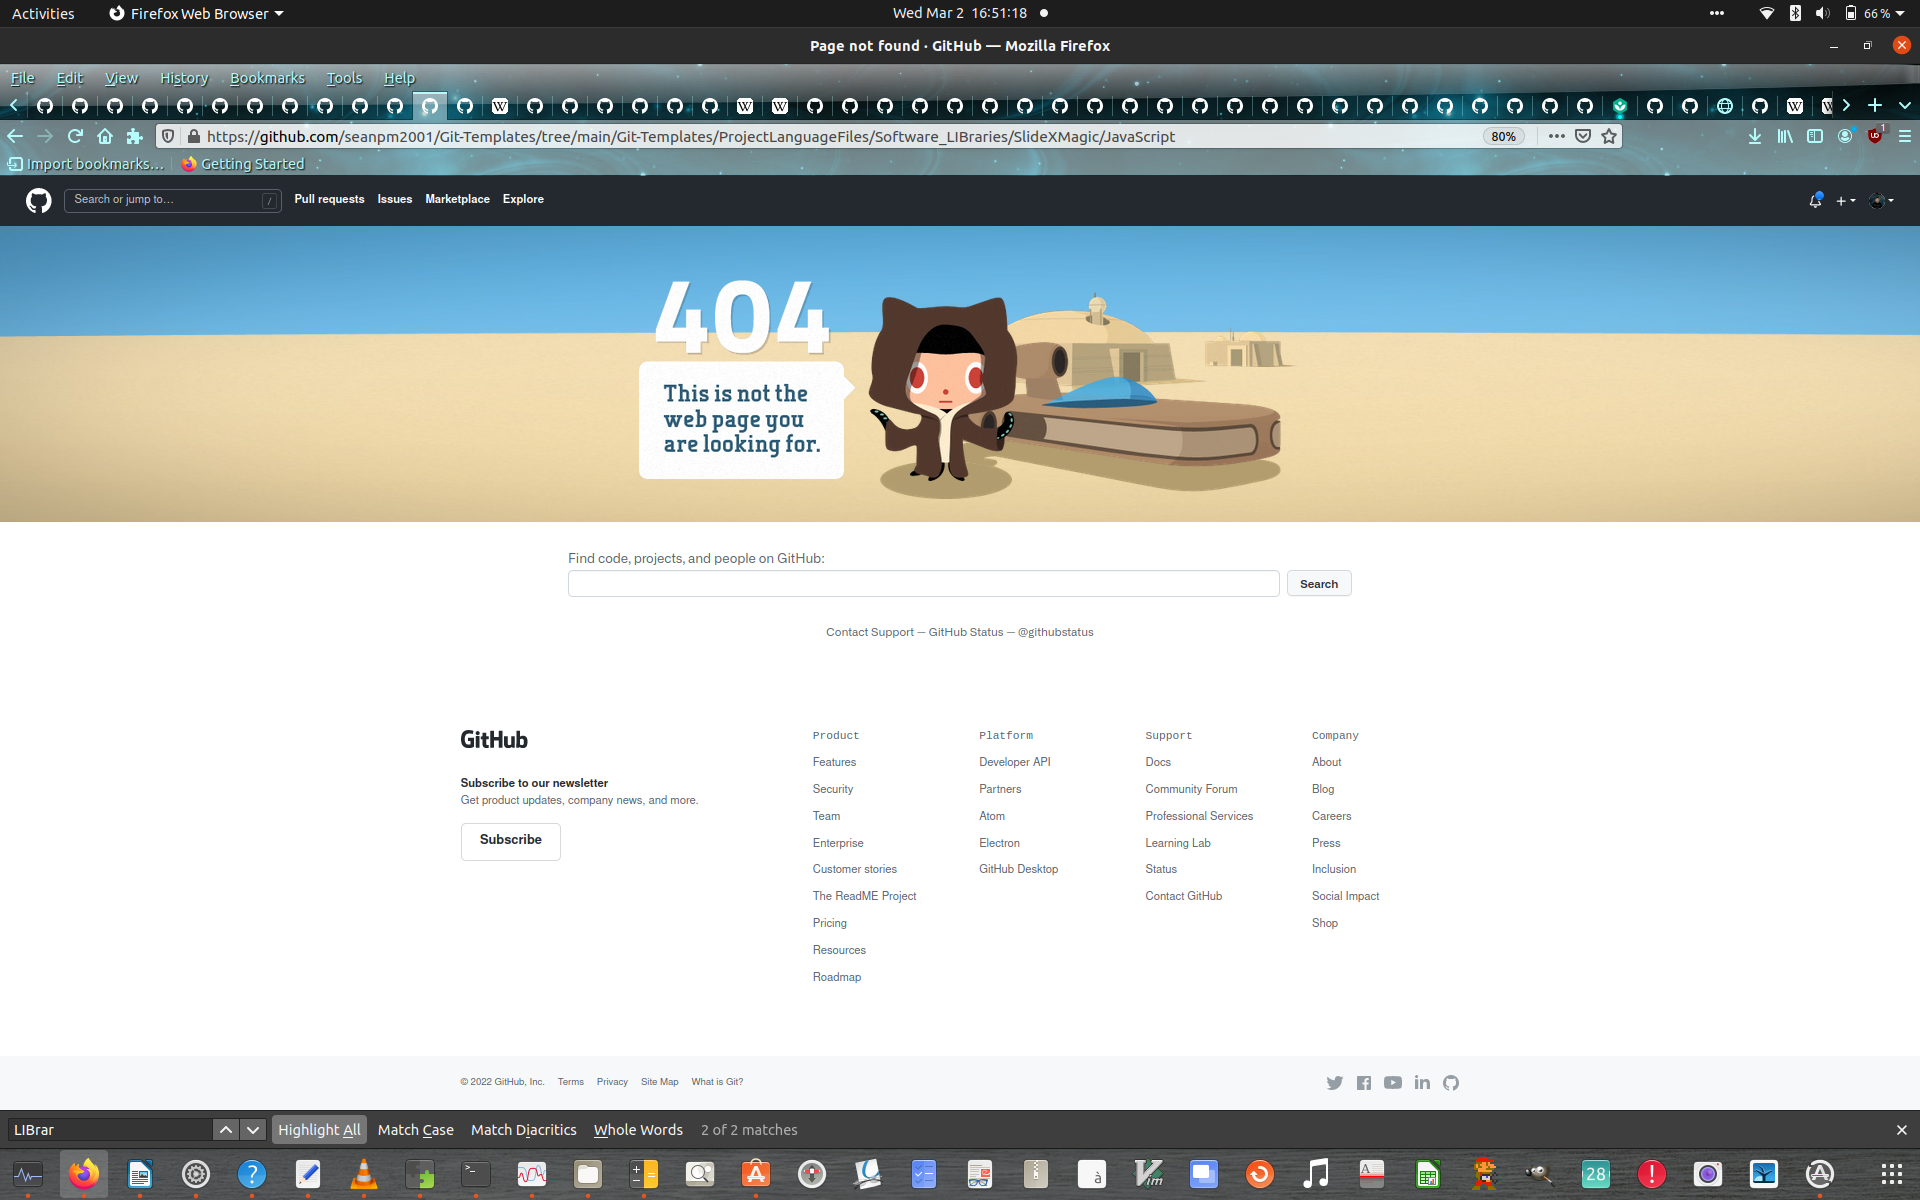 Activities Firefox Web Browser Wed Mar 2 16:51:18 66 %
Page not found · GitHub — Mozilla Firefox
File Edit View History Bookmarks Tools Help
https://github.com/seanpm2001/Git-Templates/tree/main/Git-Templates/ProjectLanguageFiles/Software_LIBraries/SlideXMagic/JavaScript 80% 1
Import bookmarks... Getting Started
Search or jump to... / Pull requests Issues Marketplace Explore
404
This is not the
web page you
are looking for.
Find code, projects, and people on GitHub:
Search
Contact Support — GitHub Status — @githubstatus
GitHub
Subscribe to our newsletter
Get product updates, company news, and more.
Subscribe
Product
Features
Security
Team
Enterprise
Customer stories
The ReadME Project
Pricing
Resources
Roadmap
Platform
Developer API
Partners
Atom
Electron
GitHub Desktop
Support
Docs
Community Forum
Professional Services
Learning Lab
Status
Contact GitHub
Company
About
Blog
Careers
Press
Inclusion
Social Impact
Shop
© 2022 GitHub, Inc. Terms Privacy Site Map What is Git?
LIBrar Highlight All Match Case Match Diacritics Whole Words 2 of 2 matches
28